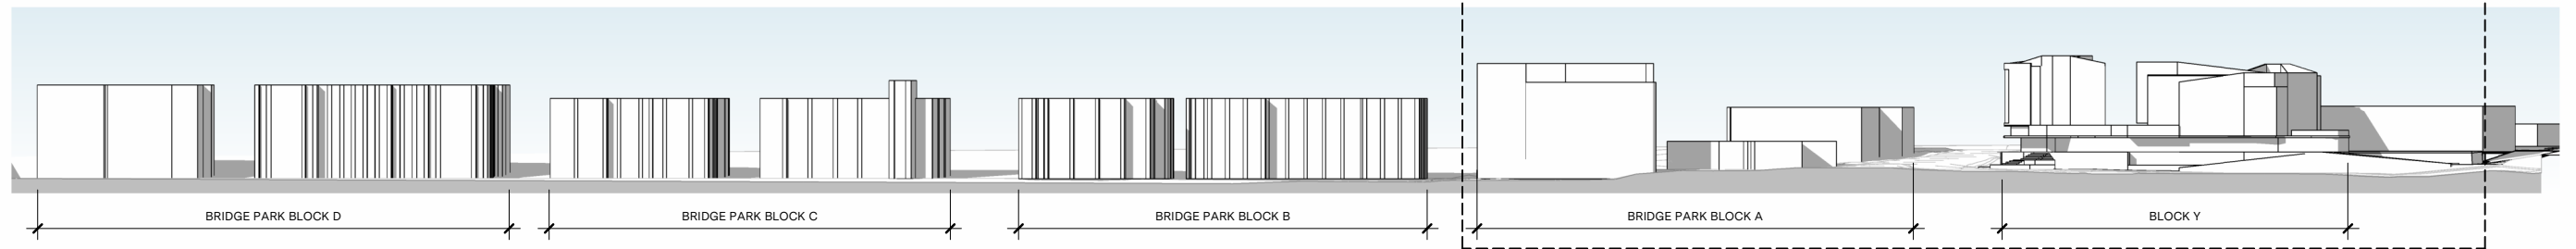 BRIDGE PARK BLOCK D
BRIDGE PARK BLOCK C
BRIDGE PARK BLOCK B
BRIDGE PARK BLOCK A
BLOCK Y